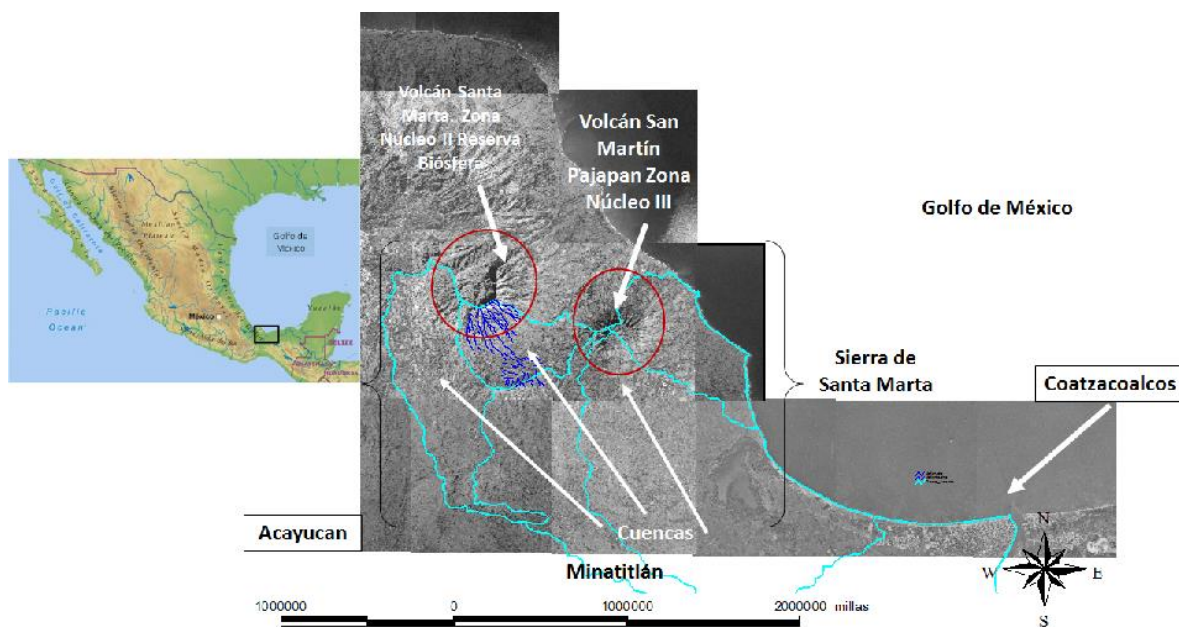 Volcán Santa
Marta. Zona
Núcleo II Reserva
Biósfera
Volcán San
Martín
Pajapan Zona
Núcleo III
Golfo de México
Golfo de
México
Pacific
Ocean
México
Sierra de
Santa Marta
Coatzacoalcos
Acayucan
Cuencas
Minatitlán
N
W
E
S
1000000
0
1000000
2000000 millas